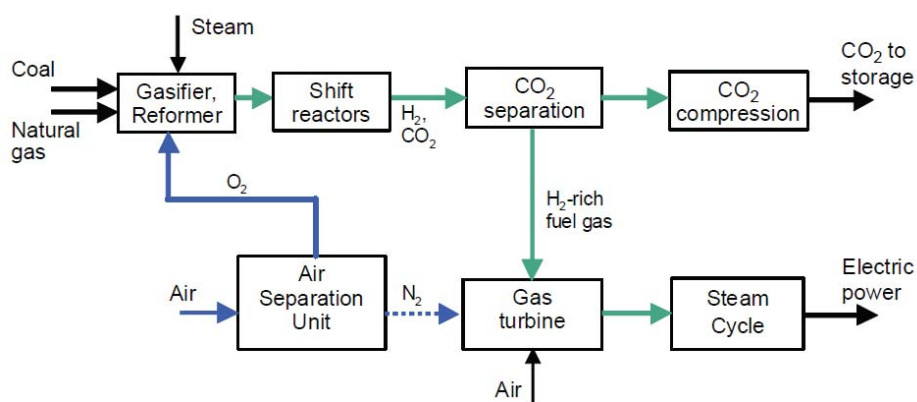 Steam
Coal
Natural
gas
Gasifier,
Reformer
Shift
reactors
H₂,
CO₂
CO₂
separation
CO₂
compression
CO₂ to
storage
O₂
H₂-rich
fuel gas
Air
Air
Separation
Unit
N₂
Gas
turbine
Steam
Cycle
Electric
power
Air